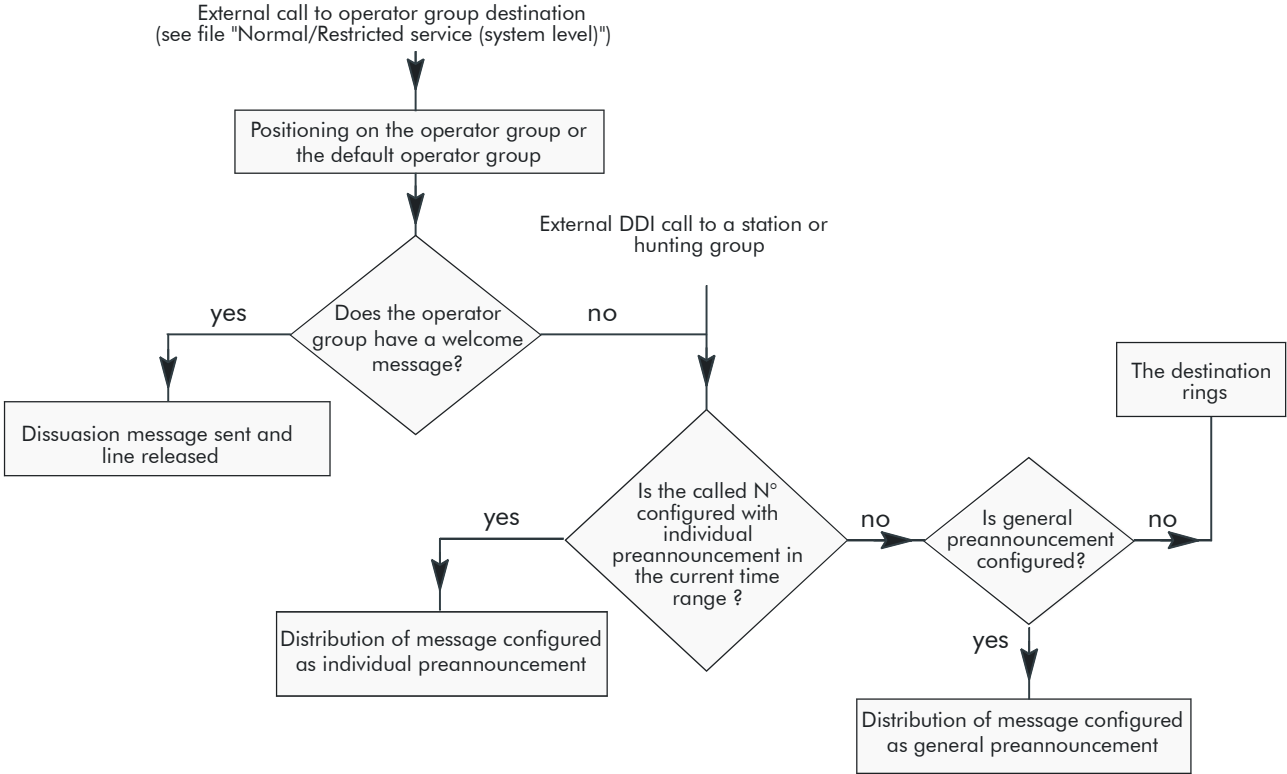 External call to operator group destination
(see file "Normal/Restricted service (system level)")
Positioning on the operator group or
the default operator group
External DDI call to a station or
hunting group
yes
Does the operator
group have a welcome
message?
no
The destination
rings
Dissuasion message sent and
line released
yes
Is the called N°
configured with
individual
preannouncement in
the current time
range ?
no
Is general
preannouncement
configured?
no
Distribution of message configured
as individual preannouncement
yes
Distribution of message configured
as general preannouncement